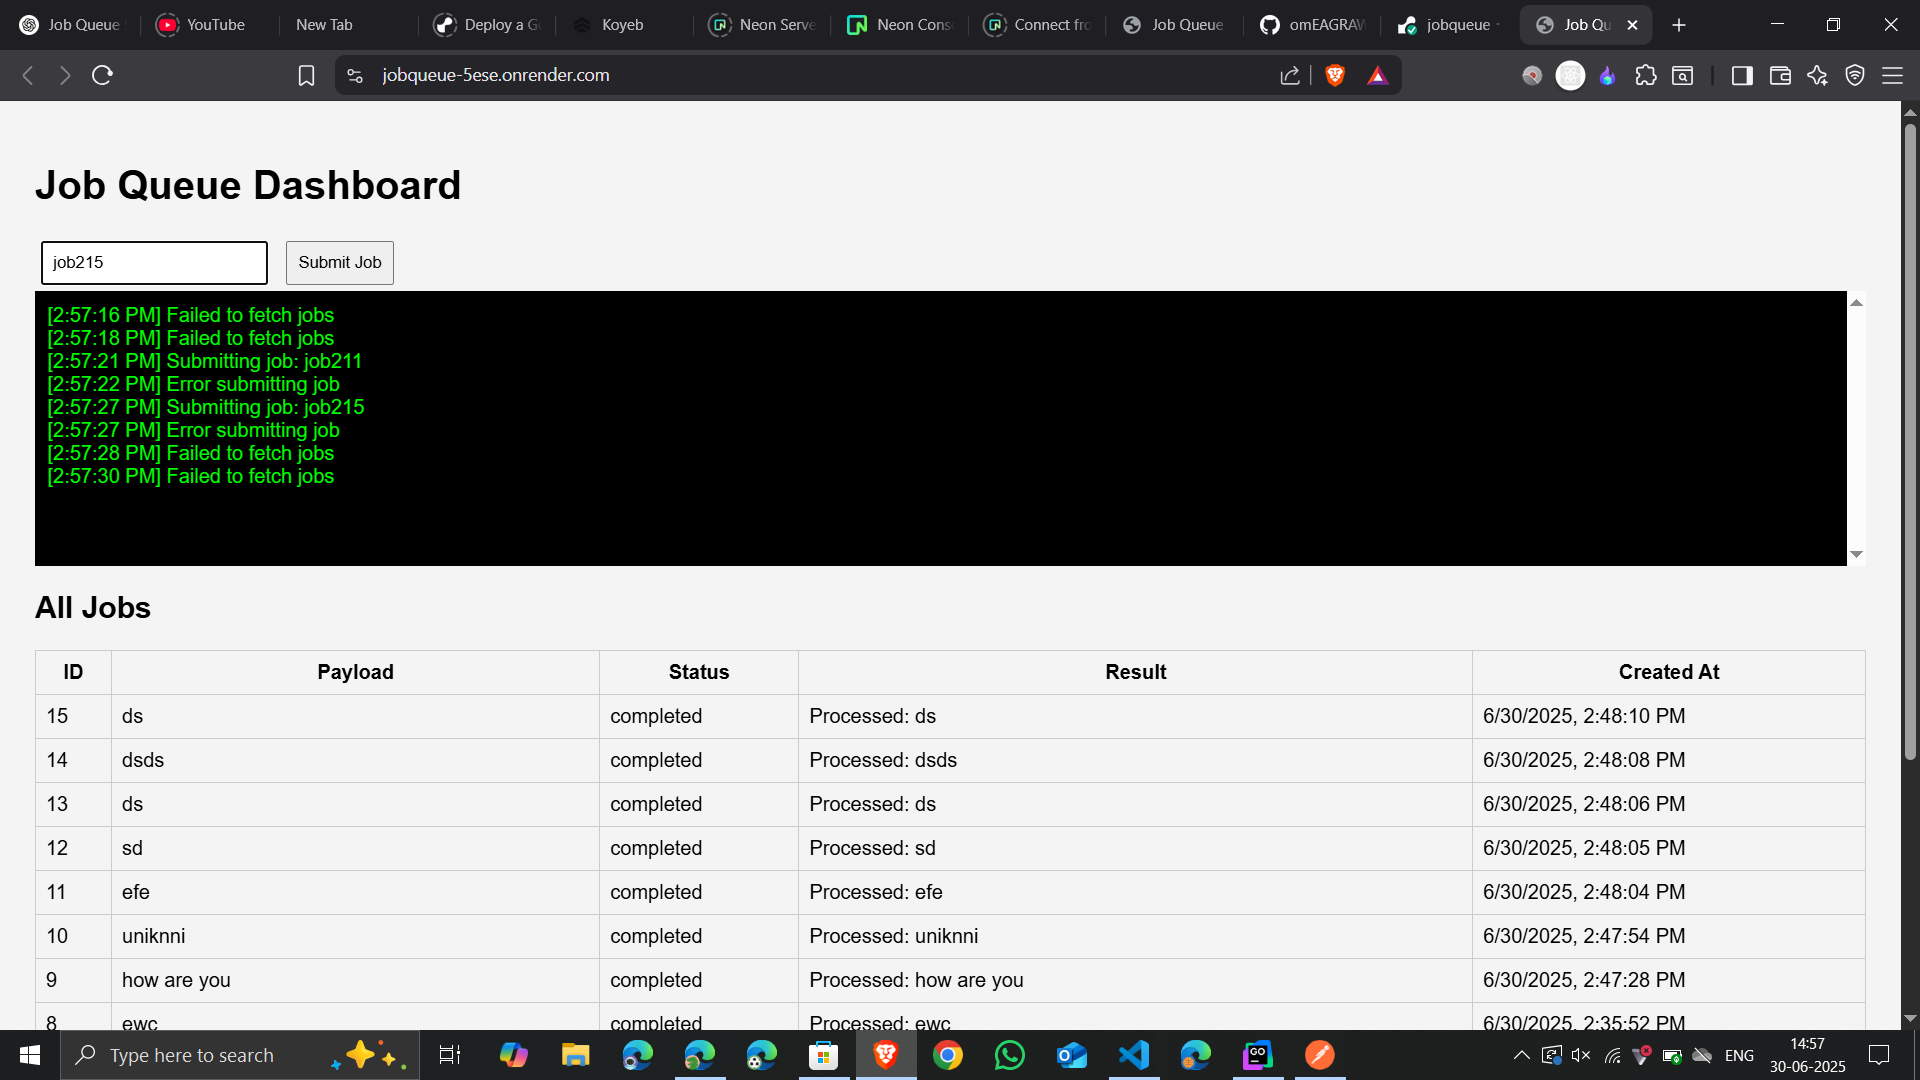 Job Queue
YouTube
New Tab
Deploy a Go
Koyeb
Neon Serve
Neon Cons
Connect fro
Job Queue
omEAGRAW
jobqueue
Job Qu
jobqueue-5ese.onrender.com
Job Queue Dashboard
job215
Submit Job
[2:57:16 PM] Failed to fetch jobs
[2:57:18 PM] Failed to fetch jobs
[2:57:21 PM] Submitting job: job211
[2:57:22 PM] Error submitting job
[2:57:27 PM] Submitting job: job215
[2:57:27 PM] Error submitting job
[2:57:28 PM] Failed to fetch jobs
[2:57:30 PM] Failed to fetch jobs
All Jobs
ID Payload Status Result Created At
15 ds completed Processed: ds 6/30/2025, 2:48:10 PM
14 dsds completed Processed: dsds 6/30/2025, 2:48:08 PM
13 ds completed Processed: ds 6/30/2025, 2:48:06 PM
12 sd completed Processed: sd 6/30/2025, 2:48:05 PM
11 efe completed Processed: efe 6/30/2025, 2:48:04 PM
10 uniknni completed Processed: uniknni 6/30/2025, 2:47:54 PM
9 how are you completed Processed: how are you 6/30/2025, 2:47:28 PM
8 ewc completed Processed: ewc 6/30/2025, 2:35:52 PM
Type here to search
GO
ENG
14:57
30-06-2025